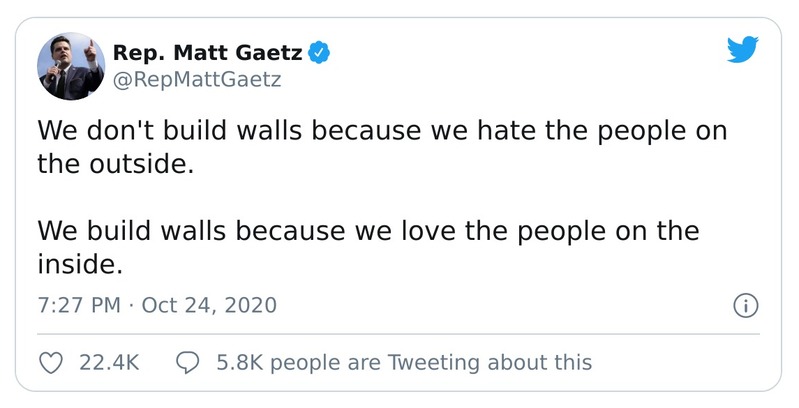 Rep. Matt Gaetz
@RepMattGaetz
We don't build walls because we hate the people on
the outside.
We build walls because we love the people on the
inside.
7:27 PM · Oct 24, 2020
22.4K 5.8K people are Tweeting about this